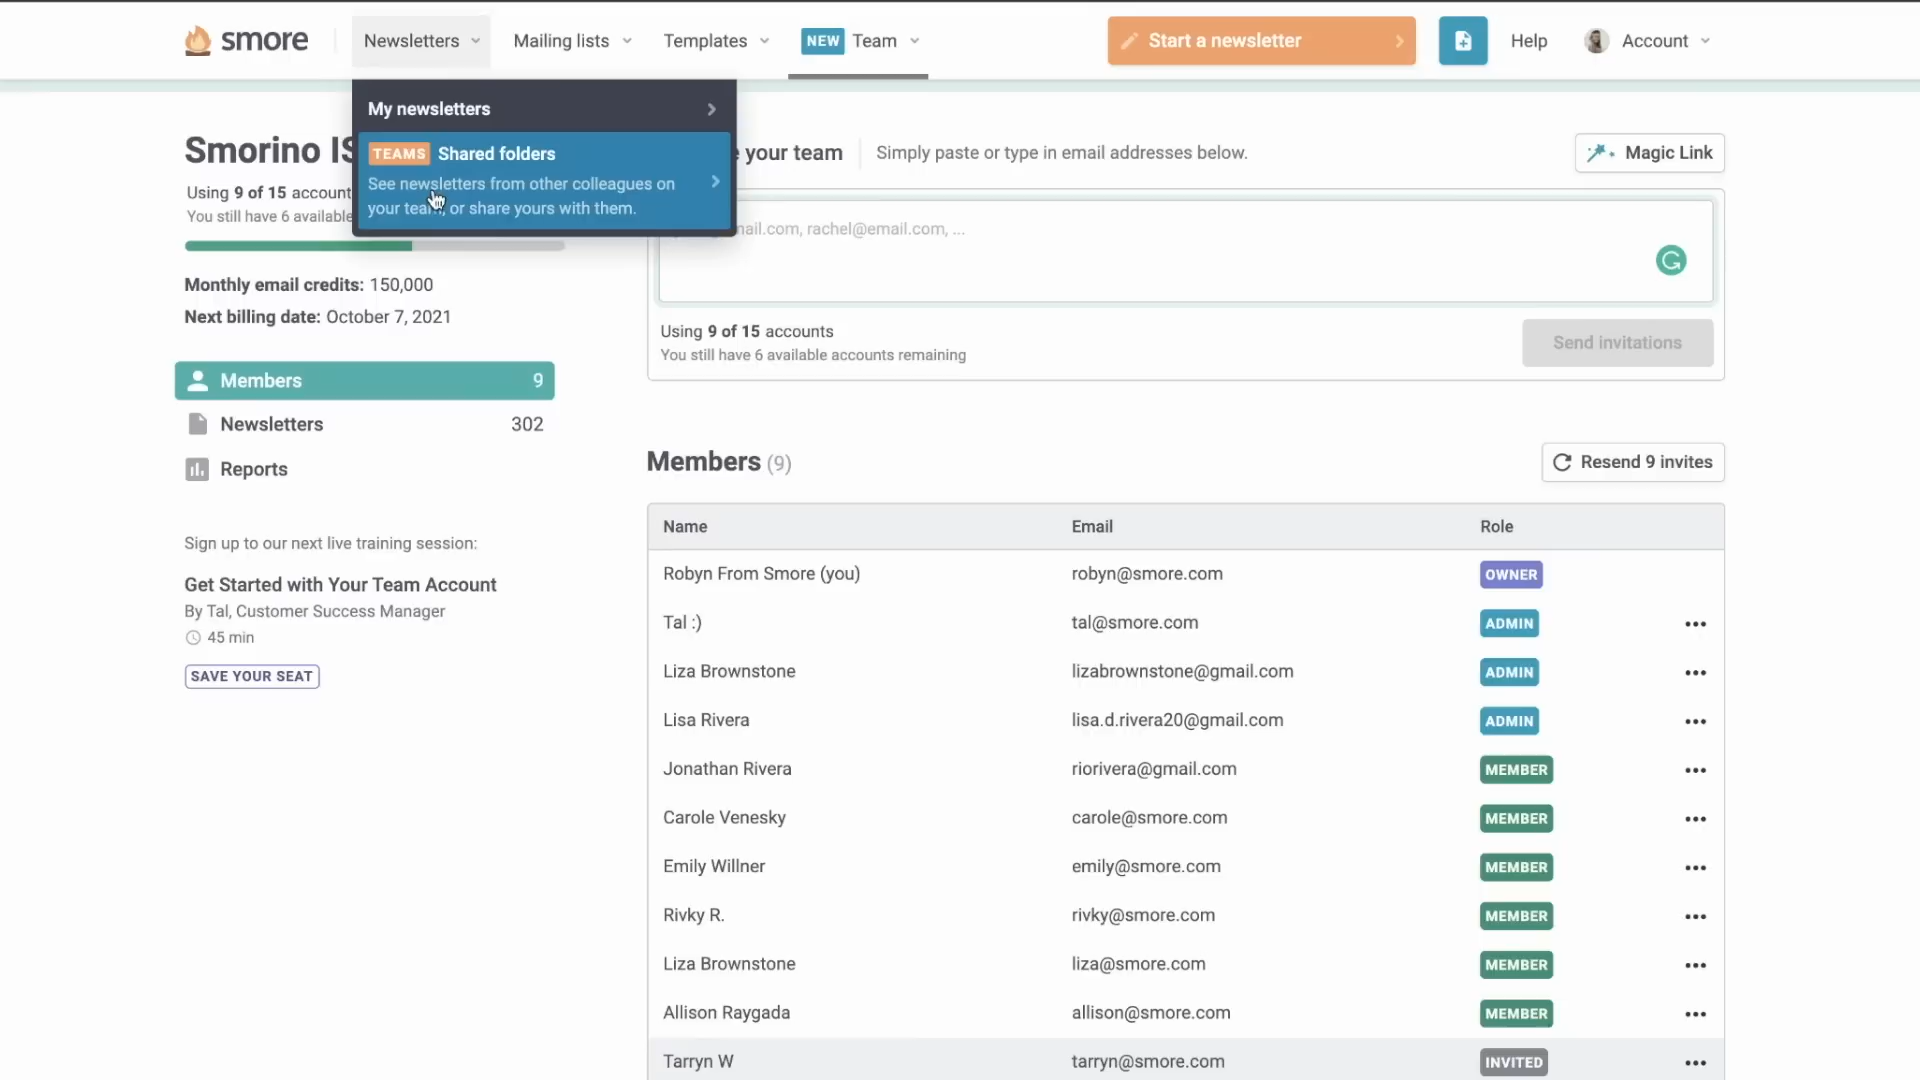 smore
Newsletters
Mailing lists
Templates
NEW Team
Start a newsletter
Help
Account
My newsletters
TEAMS Shared folders
See newsletters from other colleagues on
your team, or share yours with them.
Smorino IS
Using 9 of 15 account
You still have 6 available
Monthly email credits: 150,000
Next billing date: October 7, 2021
Members 9
Newsletters 302
Reports
Sign up to our next live training session:
Get Started with Your Team Account
By Tal, Customer Success Manager
45 min
SAVE YOUR SEAT
your team
Simply paste or type in email addresses below.
Magic Link
ail.com, rachel@email.com, ...
Using 9 of 15 accounts
You still have 6 available accounts remaining
Send invitations
Members (9)
Resend 9 invites
Name Email Role
Robyn From Smore (you) robyn@smore.com OWNER
Tal :) tal@smore.com ADMIN
Liza Brownstone lizabrownstone@gmail.com ADMIN
Lisa Rivera lisa.d.rivera20@gmail.com ADMIN
Jonathan Rivera riorivera@gmail.com MEMBER
Carole Venesky carole@smore.com MEMBER
Emily Willner emily@smore.com MEMBER
Rivky R. rivky@smore.com MEMBER
Liza Brownstone liza@smore.com MEMBER
Allison Raygada allison@smore.com MEMBER
Tarryn W tarryn@smore.com INVITED